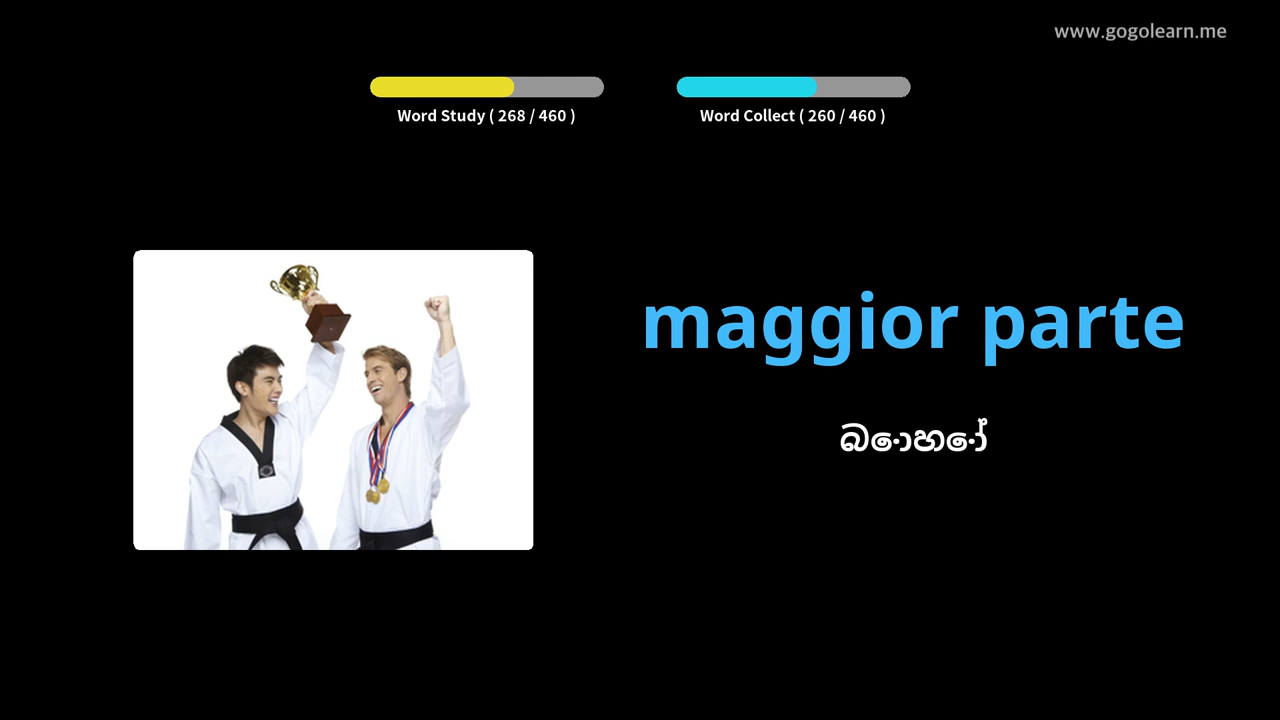 www.gogolearn.me
Word Study ( 268 / 460 )
Word Collect ( 260 / 460 )
maggior parte
බොහෝ